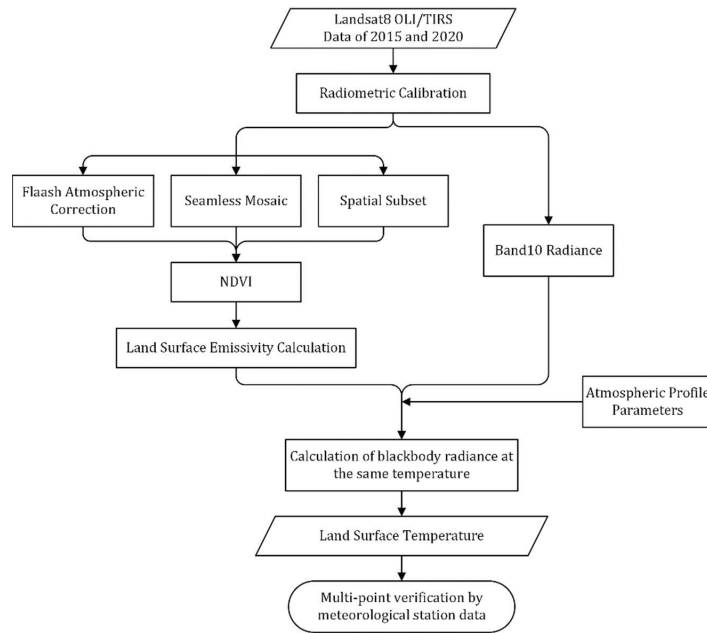 Landsat8 OLI/TIRS
Data of 2015 and 2020
Radiometric Calibration
Flaash Atmospheric
Correction
Seamless Mosaic
Spatial Subset
Band10 Radiance
NDVI
Land Surface Emissivity Calculation
Atmospheric Profile
Parameters
Calculation of blackbody radiance at
the same temperature
Land Surface Temperature
Multi-point verification by
meteorological station data